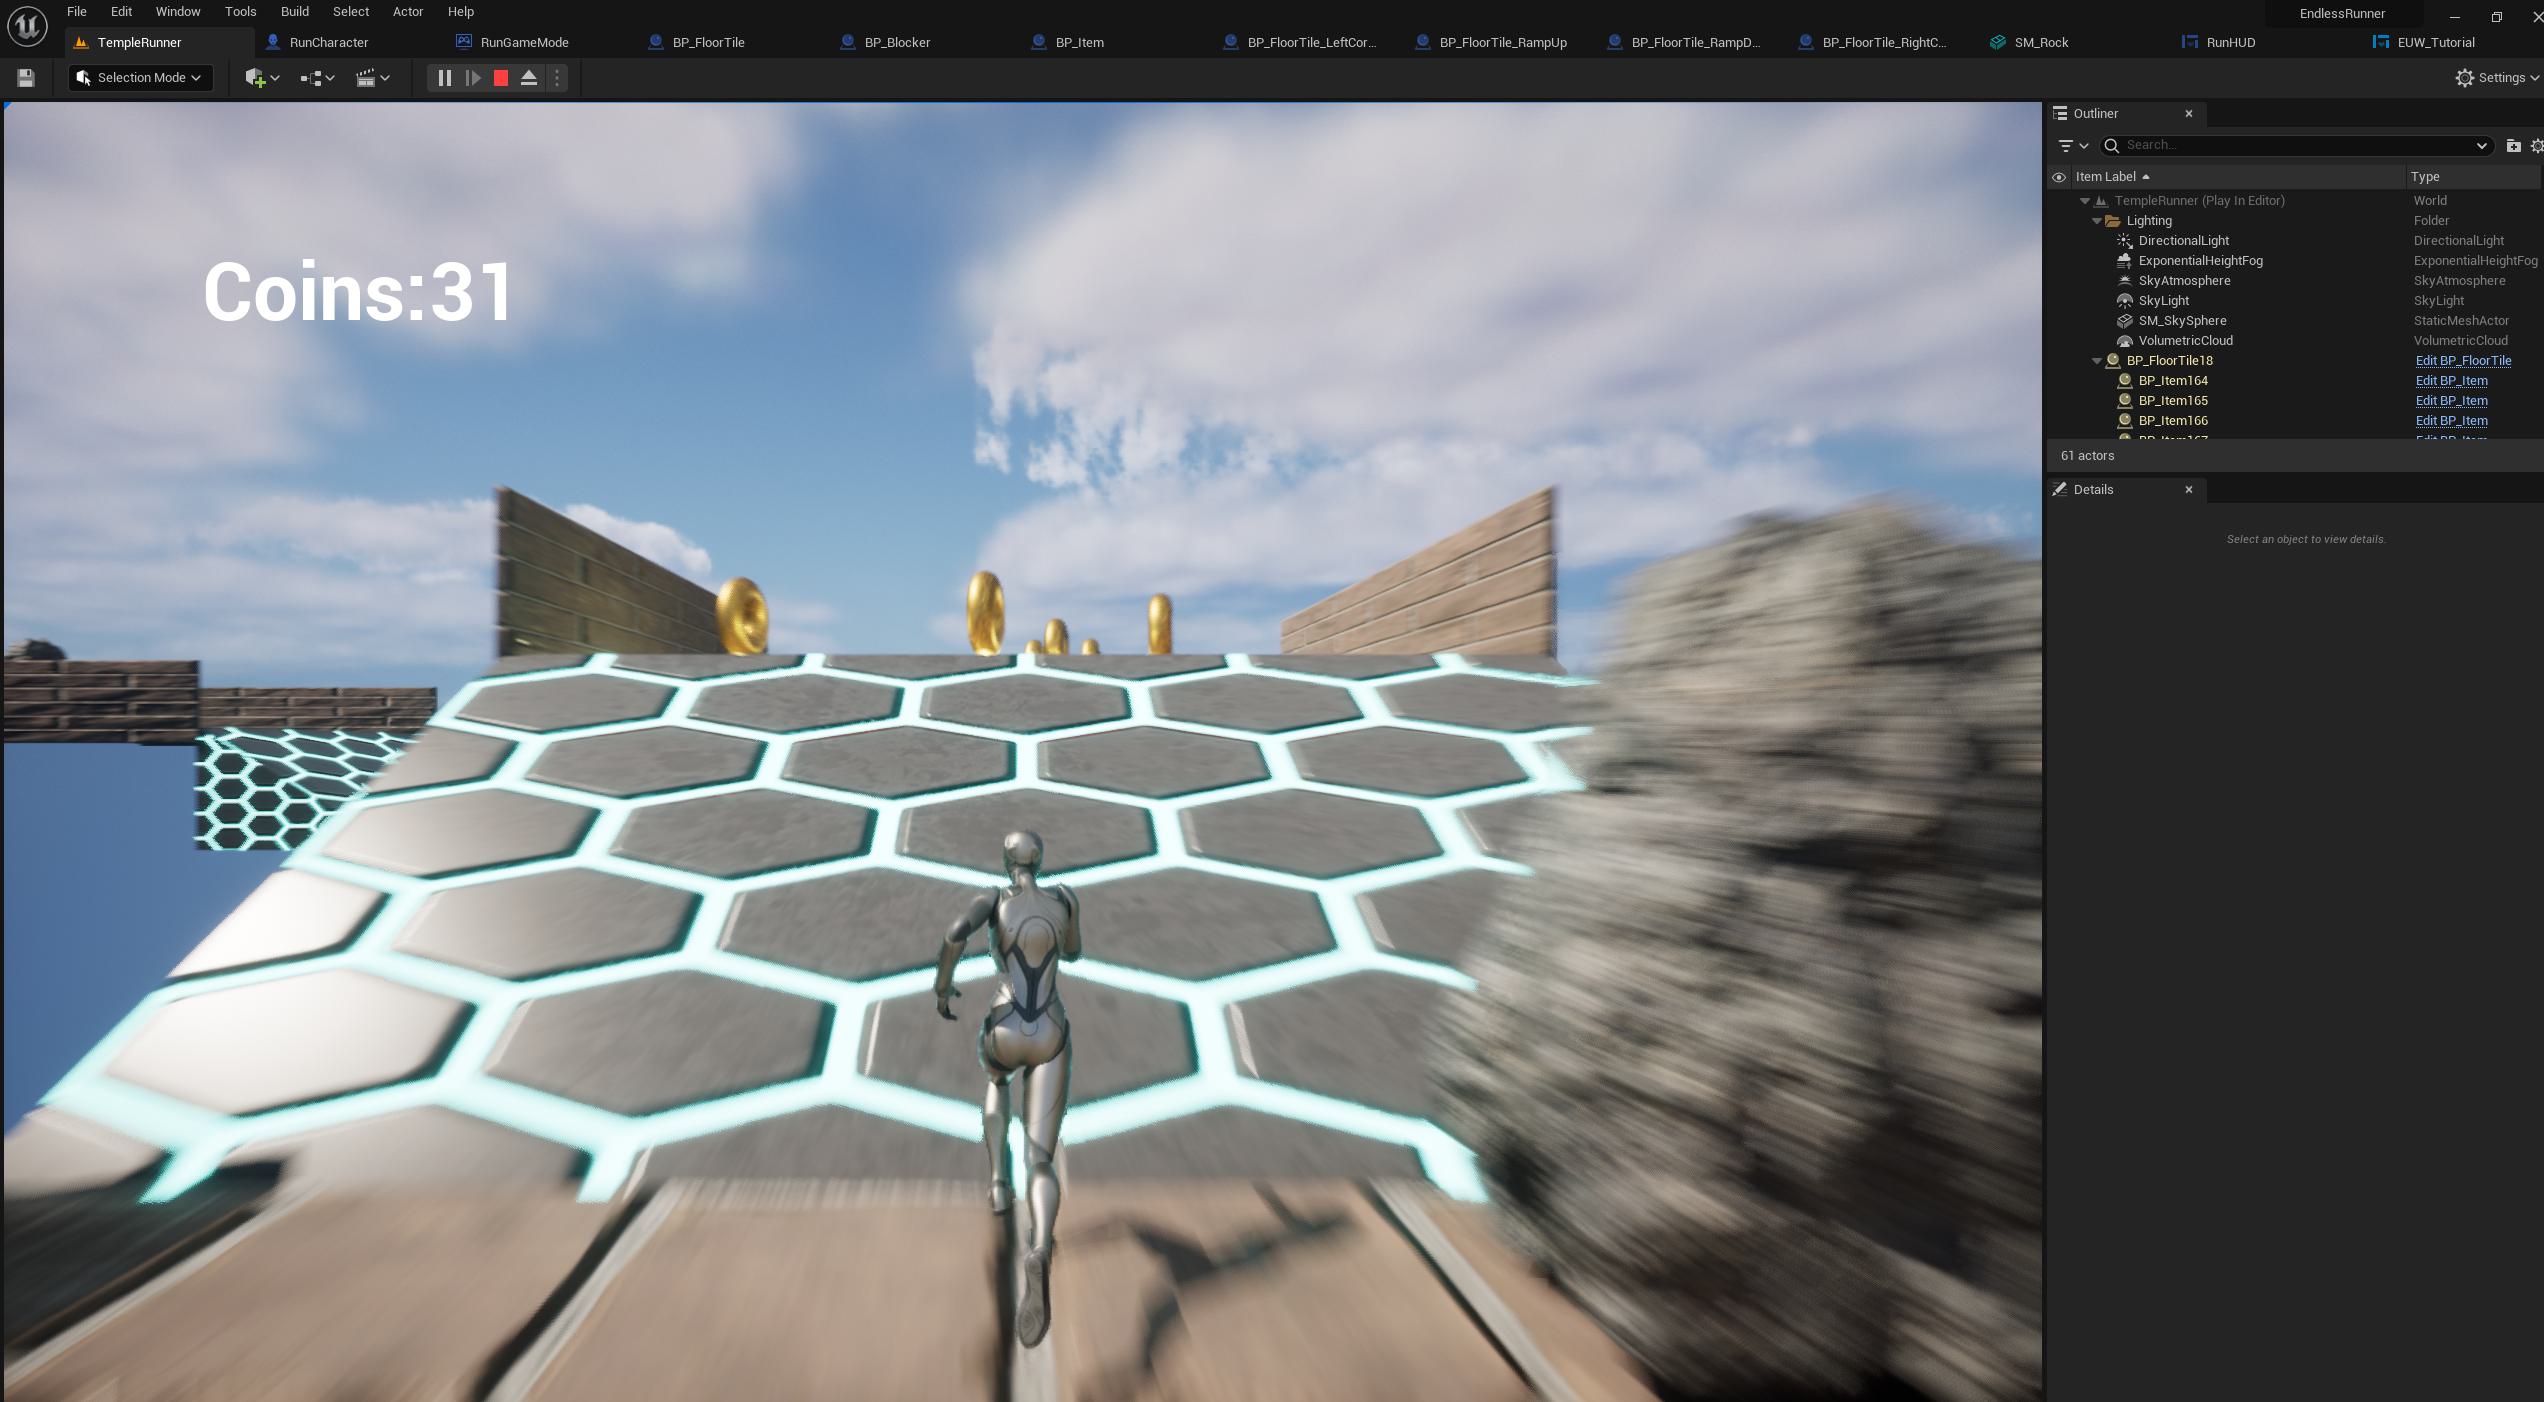 File Edit Window Tools Build Select Actor Help
EndlessRunner
TempleRunner RunCharacter RunGameMode BP_FloorTile BP_Blocker BP_Item BP_FloorTile_LeftCor... BP_FloorTile_RampUp BP_FloorTile_RampD... BP_FloorTile_RightC... SM_Rock RunHUD EUW_Tutorial
Selection Mode
Settings
Coins:31
Outliner
Search...
Item Label Type
TempleRunner (Play In Editor) World
Lighting Folder
DirectionalLight DirectionalLight
ExponentialHeightFog ExponentialHeightFog
SkyAtmosphere SkyAtmosphere
SkyLight SkyLight
SM_SkySphere StaticMeshActor
VolumetricCloud VolumetricCloud
BP_FloorTile18 Edit BP_FloorTile
BP_Item164 Edit BP_Item
BP_Item165 Edit BP_Item
BP_Item166 Edit BP_Item
61 actors
Details
Select an object to view details.